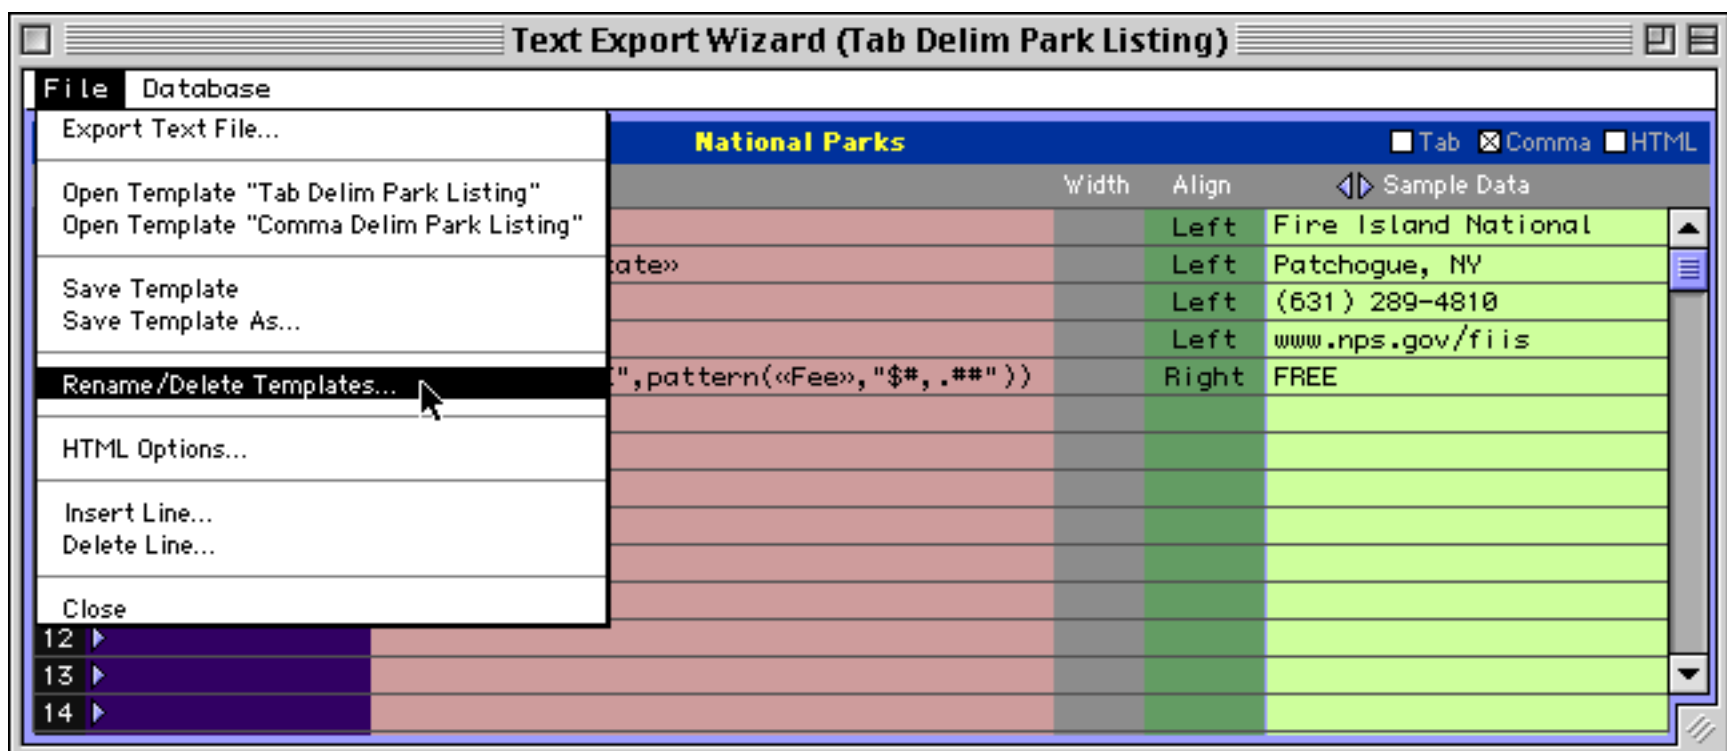 Text Export Wizard (Tab Delim Park Listing)
File Database
Export Text File...
Open Template "Tab Delim Park Listing"
Open Template "Comma Delim Park Listing"
Save Template
Save Template As...
Rename/Delete Templates...
HTML Options...
Insert Line...
Delete Line...
Close
National Parks Tab Comma HTML
Width Align Sample Data
Left Fire Island National
ate» Left Patchogue, NY
Left (631) 289-4810
Left www.nps.gov/fiis
",pattern(«Fee»,"$#,.##")) Right FREE
12
13
14